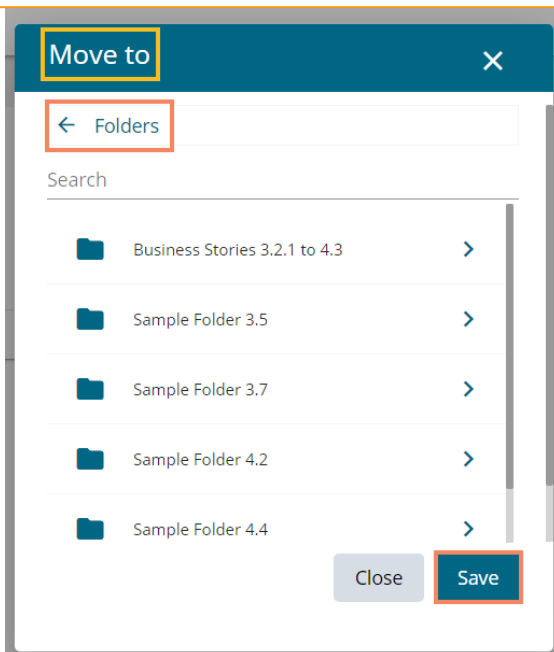 Move to
Folders
Search
Business Stories 3.2.1 to 4.3
Sample Folder 3.5
Sample Folder 3.7
Sample Folder 4.2
Sample Folder 4.4
Close Save